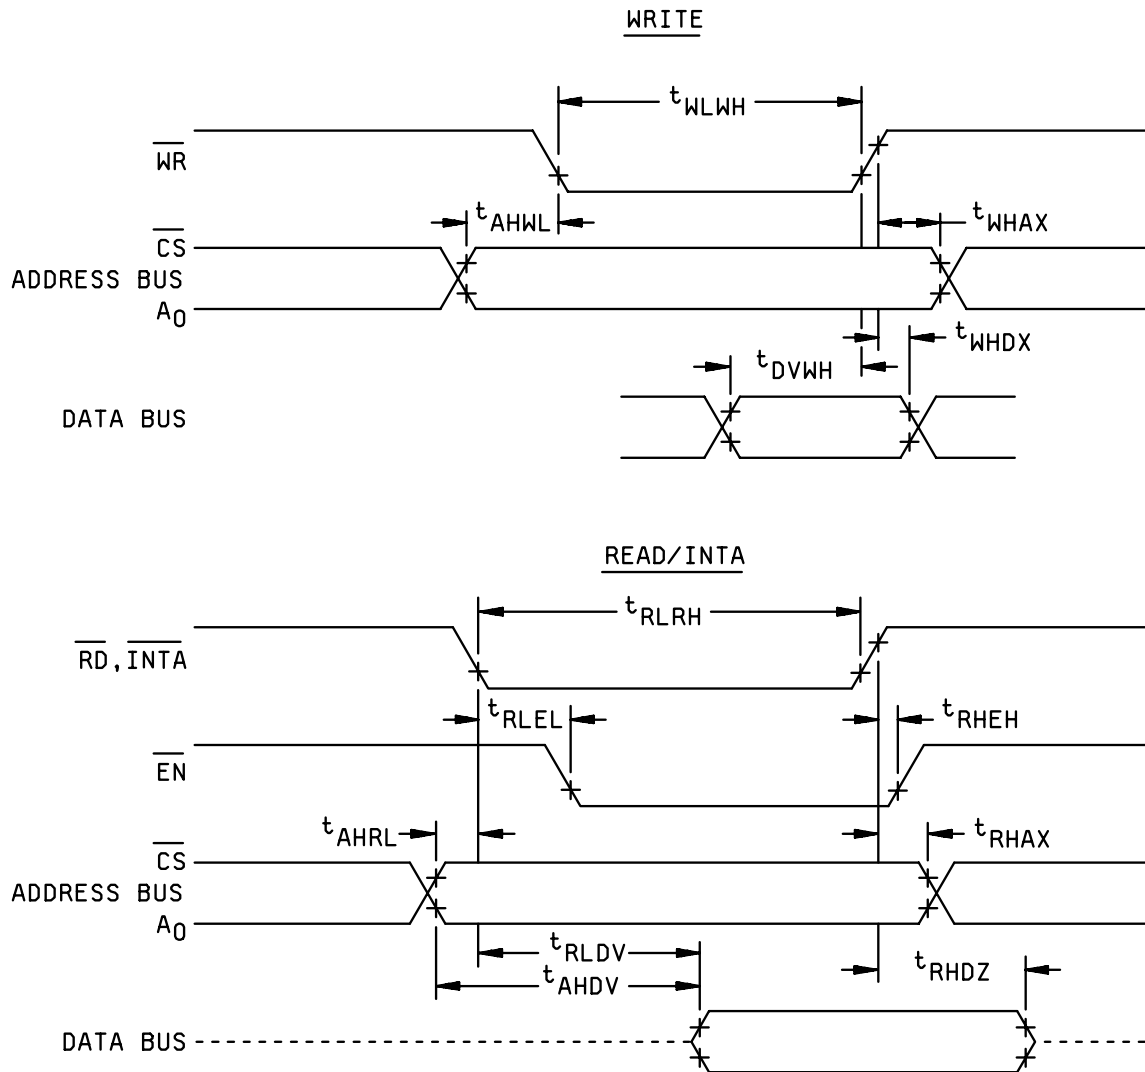 WRITE
tWLWH
WR
tAHWL
tWHAX
CS
ADDRESS BUS
A0
tWHDX
tDVWH
DATA BUS
READ/INTA
tRLRH
RD,INTA
tRLEL
tRHEH
EN
tAHRL
tRHAX
CS
ADDRESS BUS
A0
tRLDV
tRHDZ
tAHDV
DATA BUS